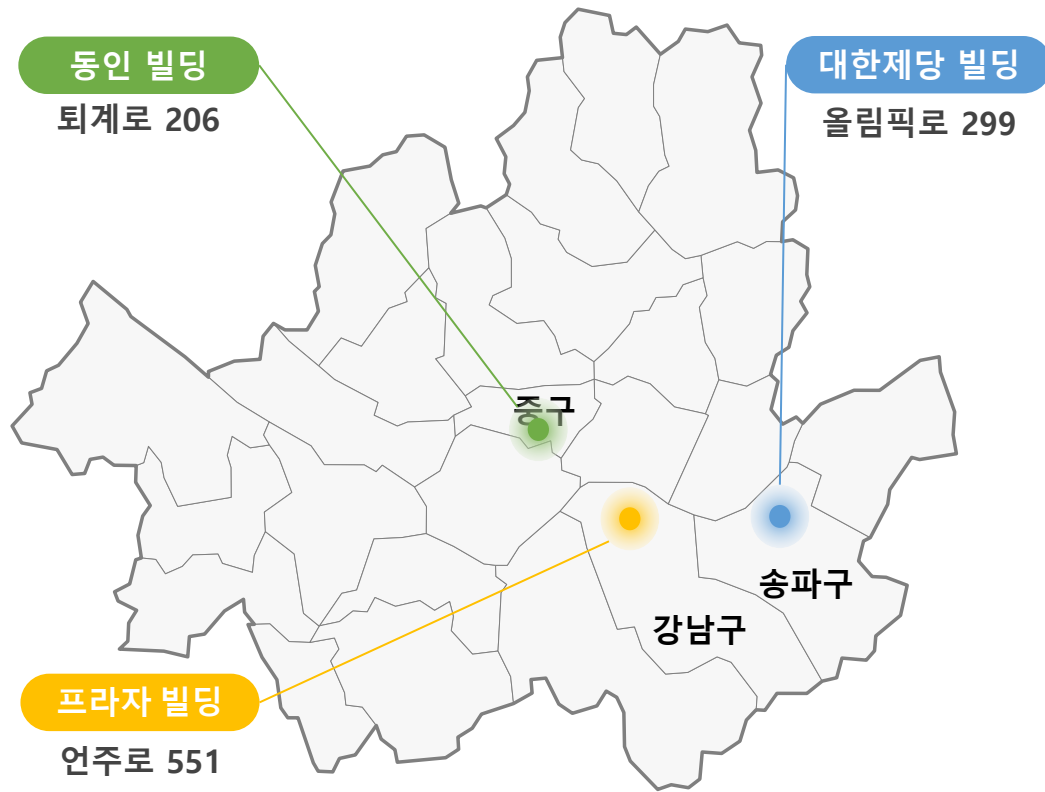 동인 빌딩
퇴계로 206
대한제당 빌딩
올림픽로 299
중구
송파구
강남구
프라자 빌딩
언주로 551